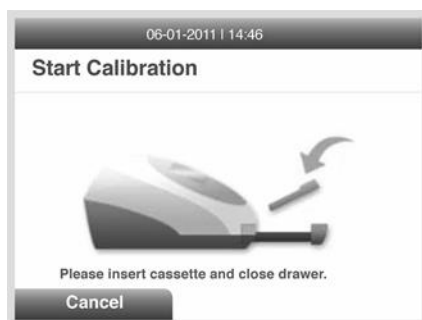 06-01-2011 | 14:46
Start Calibration
Please insert cassette and close drawer.
Cancel